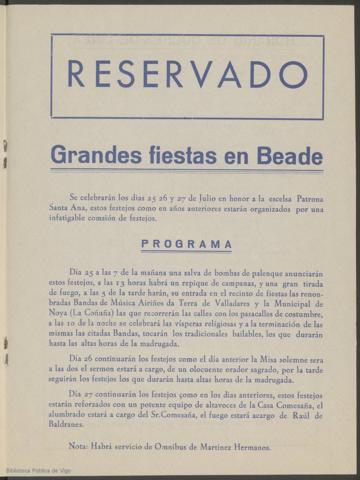 RESERVADO
Grandes fiestas en Beade
Se celebrarán los dias 25 26 y 27 de Julio en honor a la escelsa Patrona
Santa Ana, estos festejos como en años anteriores estarán organizados por una
infatigable comsión de festejos.
PROGRAMA
Día 25 a las 7 de la mañana una salva de bombas de palenque anunciarán
estos festejos, a las 13 horas habrá un repique de campanas, y una gran tirada
de fuego, a las 5 de la tarde harán, su entrada en el recinto de fiestas las renon-
bradas Bandas de Música Airiños da Terra de Valladares y la Municipal de
Noya (La Coñuña) las que recorrerán las calles con los pasacalles de costumbre,
a las 10 de la noche se celebrará las vísperas religiosas y a la terminación de las
mismas las citadas Bandas, tocarán los tradicionales bailables, los que durarán
hasta las altas horas de la madrugada.
Día 26 continuarán los festejos como el día anterior la Misa solemne sera
a las dos el sermon estará a cargo, de un olocuente orador sagrado, por la tarde
seguirán los festejos los que durarán hasta altas horas de la madrugada.
Día 27 continuarán los festejos como en los dias anteriores, estos festejos
estarán reforzados con un potente equipo de altavoces de la Casa Comesaña, el
alumbrado estará a cargo del Sr.Comesaña, el fuego estará acargo de Raúl de
Baldranes.
Nota: Habrá servicio de Omnibus de Martinez Hermanos.
Biblioteca Pública de Vigo